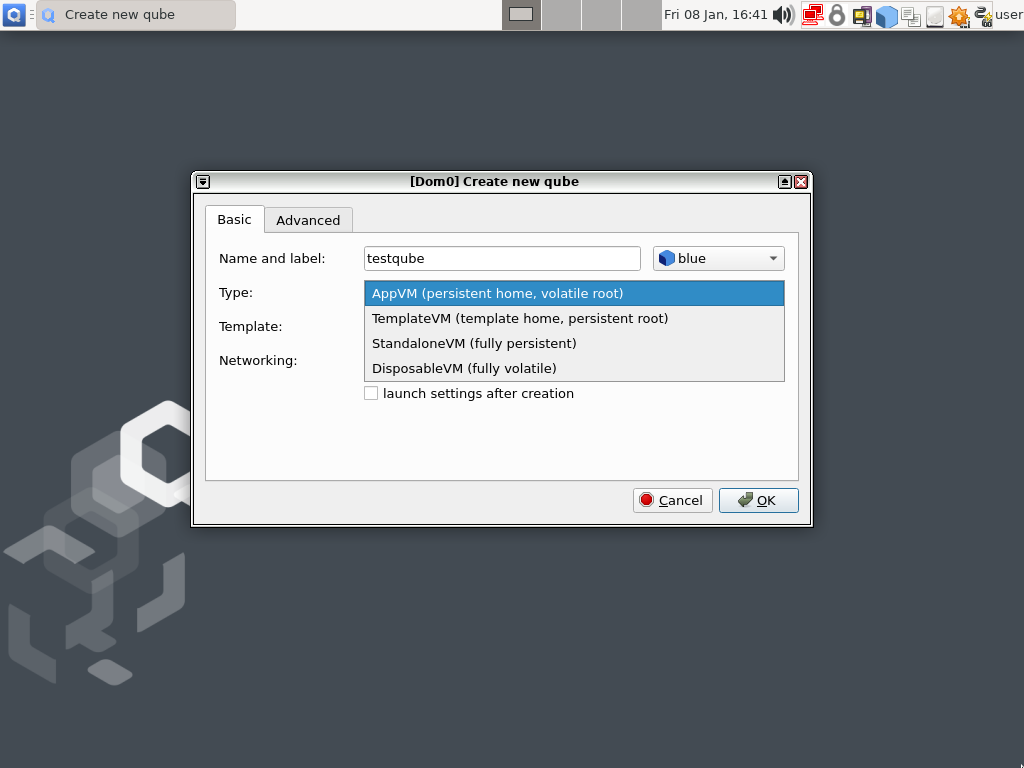 Create new qube
Fri 08 Jan, 16:41
user
[Dom0] Create new qube
Basic
Advanced
Name and label:
testqube
blue
Type:
AppVM (persistent home, volatile root)
TemplateVM (template home, persistent root)
Template:
StandaloneVM (fully persistent)
Networking:
DisposableVM (fully volatile)
launch settings after creation
Cancel
OK